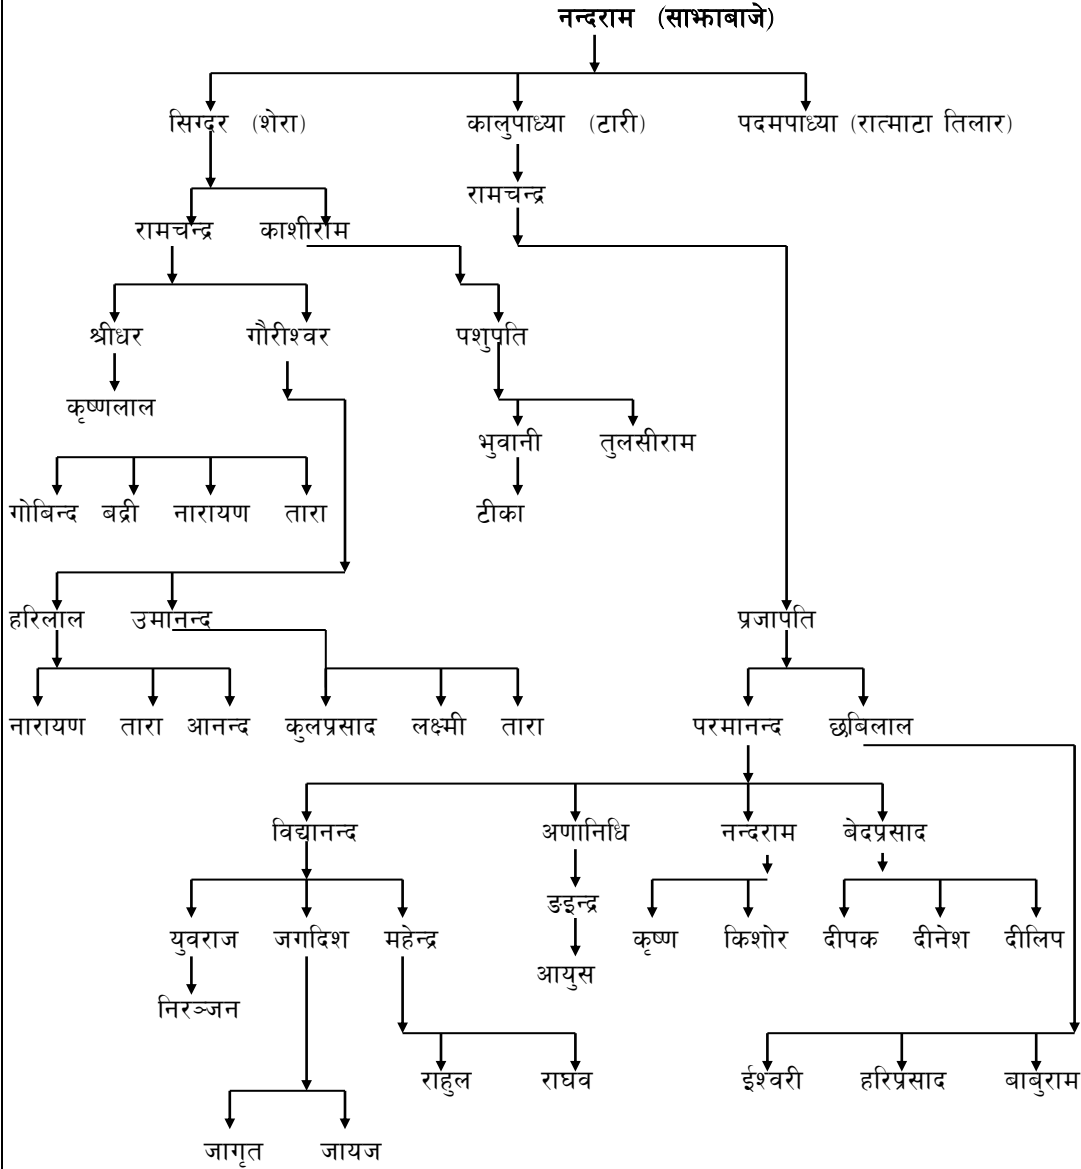 नन्दराम (साझाबाजे)
सिग्दर (शेरा) कालुपाध्या (टारी) पदमपाध्या (रात्माटा तिलार)
रामचन्द्र
रामचन्द्र काशीराम
श्रीधर गौरीश्वर पशुपति
कृष्णलाल
भुवानी तुलसीराम
गोबिन्द बद्री नारायण तारा टीका
हरिलाल उमानन्द प्रजापति
नारायण तारा आनन्द कुलप्रसाद लक्ष्मी तारा परमानन्द छबिलाल
विद्यानन्द अणानिधि नन्दराम बेदप्रसाद
ङइन्द्र
युवराज जगदिश महेन्द्र कृष्ण किशोर दीपक दीनेश दीलिप
आयुस
निरञ्जन
राहुल राघव ईश्वरी हरिप्रसाद बाबुराम
जागृत जायज